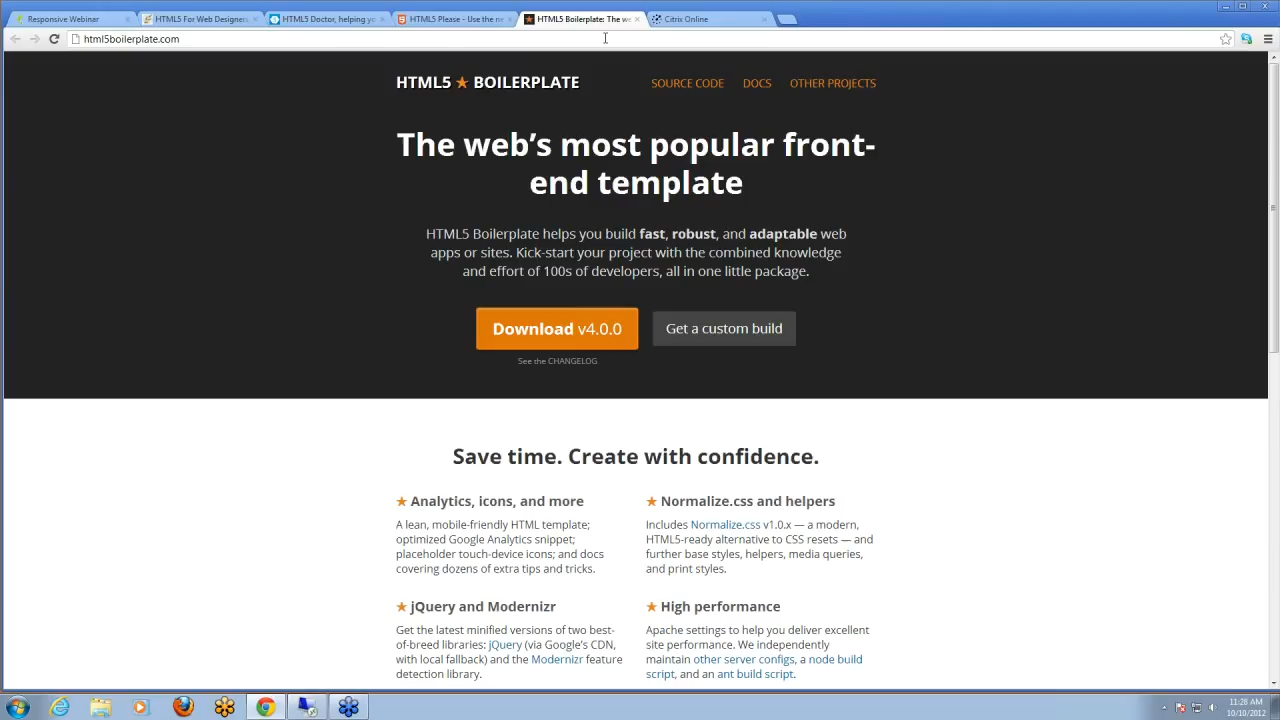 Responsive Webinar
HTML5 For Web Designers
HTML5 Doctor, helping yo
HTML5 Please - Use the ne
HTML5 Boilerplate: The we
Citrix Online
html5boilerplate.com
HTML5 ★ BOILERPLATE
SOURCE CODE DOCS OTHER PROJECTS
The web's most popular front-
end template
HTML5 Boilerplate helps you build fast, robust, and adaptable web
apps or sites. Kick-start your project with the combined knowledge
and effort of 100s of developers, all in one little package.
Download v4.0.0
Get a custom build
See the CHANGELOG
Save time. Create with confidence.
★ Analytics, icons, and more
A lean, mobile-friendly HTML template;
optimized Google Analytics snippet;
placeholder touch-device icons; and docs
covering dozens of extra tips and tricks.
★ Normalize.css and helpers
Includes Normalize.css v1.0.x — a modern,
HTML5-ready alternative to CSS resets — and
further base styles, helpers, media queries,
and print styles.
★ jQuery and Modernizr
Get the latest minified versions of two best-
of-breed libraries: jQuery (via Google's CDN,
with local fallback) and the Modernizr feature
detection library.
★ High performance
Apache settings to help you deliver excellent
site performance. We independently
maintain other server configs, a node build
script, and an ant build script.
11:28 AM
10/10/2012